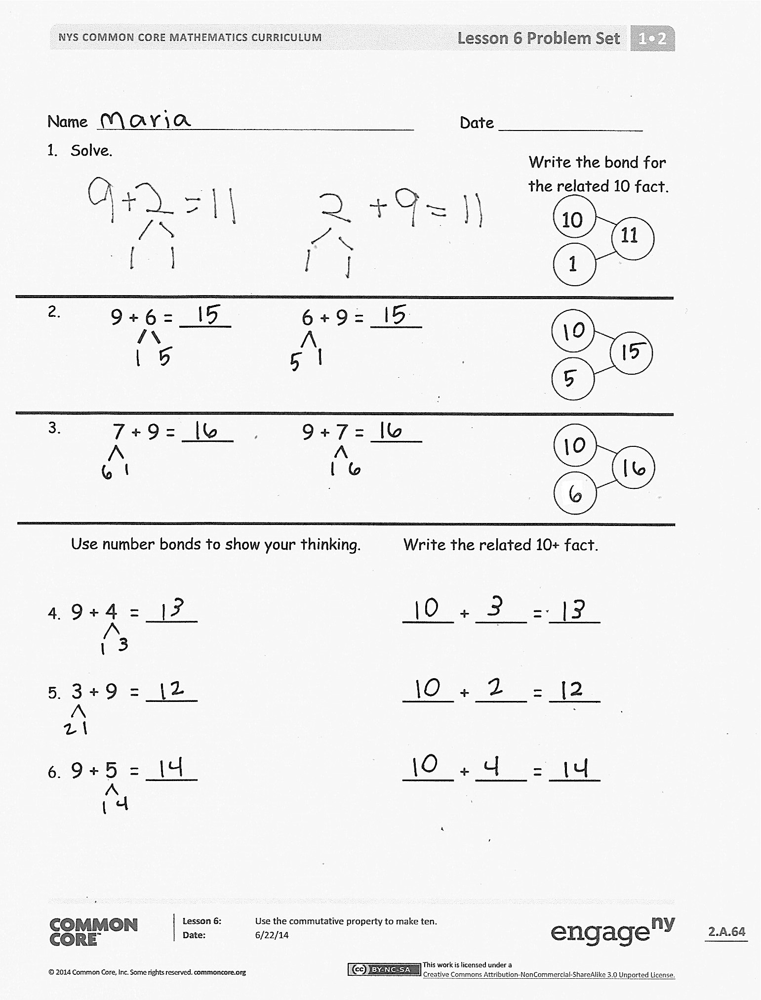 NYS COMMON CORE MATHEMATICS CURRICULUM Lesson 6 Problem Set 1•2
Name Maria Date
1. Solve.
Write the bond for
the related 10 fact.
9+2=11 2+9=11
1 1 1 1
10
11
1
2. 9 + 6 = 15 6 + 9 = 15
1 5 5 1
10
15
5
3. 7 + 9 = 16 9 + 7 = 16
6 1 1 6
10
16
6
Use number bonds to show your thinking. Write the related 10+ fact.
4. 9 + 4 = 13 10 + 3 = 13
1 3
5. 3 + 9 = 12 10 + 2 = 12
2 1
6. 9 + 5 = 14 10 + 4 = 14
1 4
COMMON
CORE™
Lesson 6: Use the commutative property to make ten.
Date: 6/22/14
engage ny
2.A.64
© 2014 Common Core, Inc. Some rights reserved. commoncore.org
cc BY-NC-SA
This work is licensed under a
Creative Commons Attribution-NonCommercial-ShareAlike 3.0 Unported License.